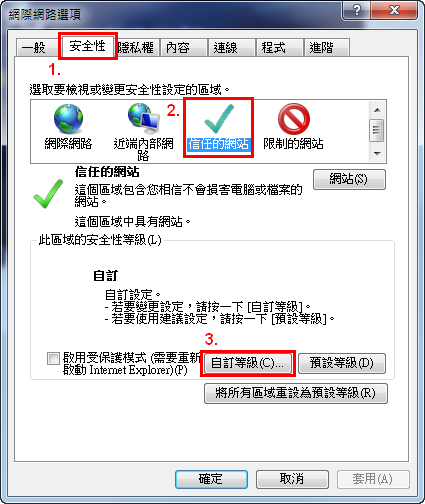 網際網路選項
一般 安全性 隱私權 內容 連線 程式 進階
1.
選取要檢視或變更安全性設定的區域。
2.
網際網路 近端內部網路 信任的網站 限制的網站
信任的網站
網站(S)
這個區域包含您相信不會損害電腦或檔案的
網站。
這個區域中具有網站。
此區域的安全性等級(L)
自訂
自訂設定。
- 若要變更設定，請按一下 [自訂等級]。
- 若要使用建議設定，請按一下 [預設等級]。
3.
啟用受保護模式 (需要重新
啟動 Internet Explorer)(P)
自訂等級(C)... 預設等級(D)
將所有區域重設為預設等級(R)
確定 取消 套用(A)